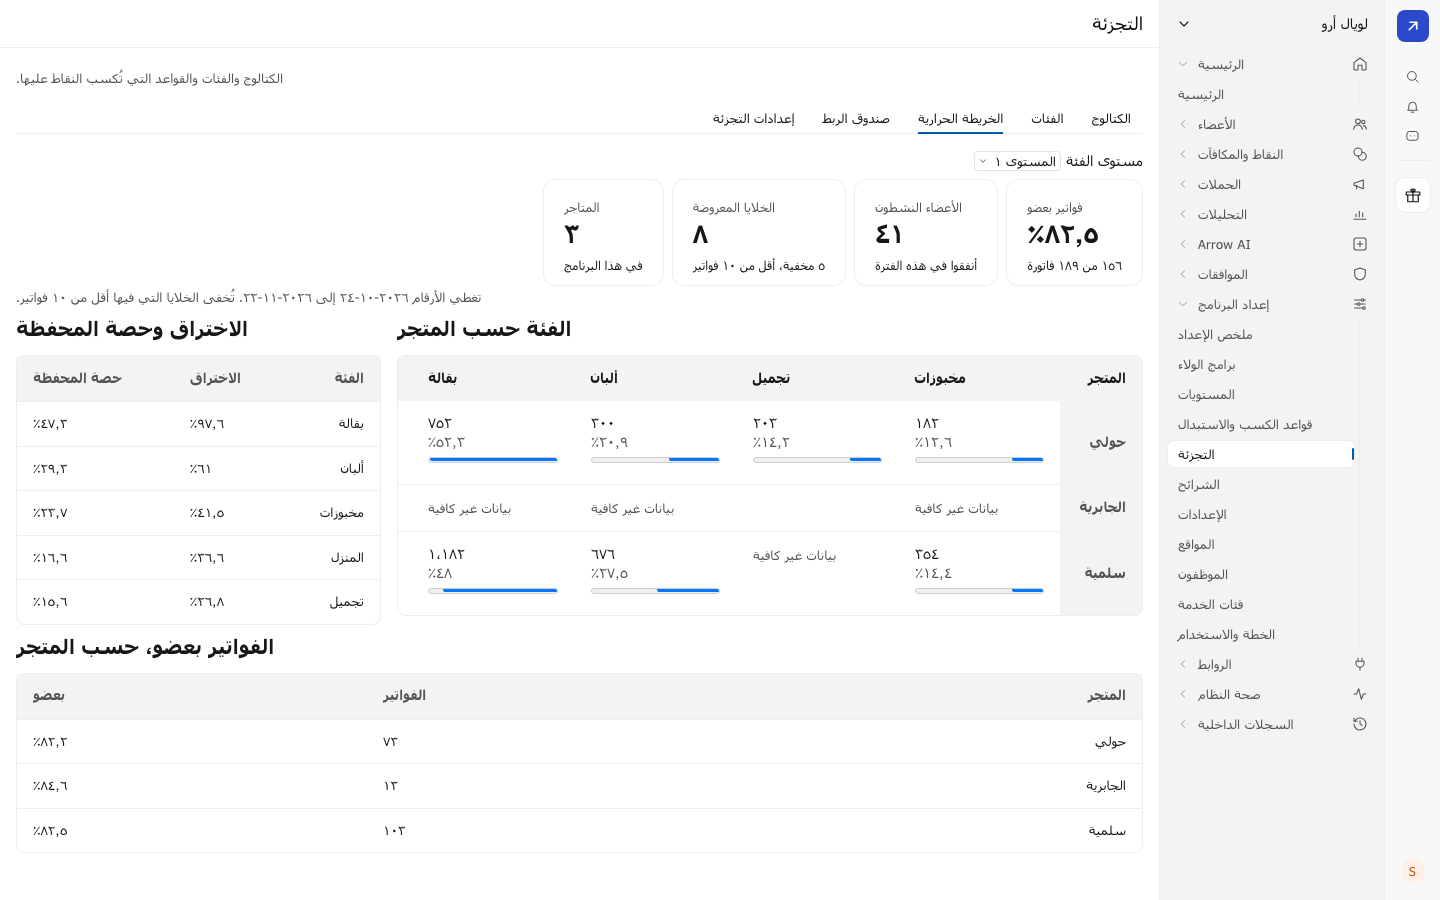 لويال أرو
الرئيسية
الرئيسية
الأعضاء
النقاط والمكافآت
الحملات
التحليلات
Arrow AI
الموافقات
إعداد البرنامج
ملخص الإعداد
برامج الولاء
المستويات
قواعد الكسب والاستبدال
التجزئة
الشرائح
الإعدادات
المواقع
الموظفون
فئات الخدمة
الخطة والاستخدام
الروابط
صحة النظام
السجلات الداخلية
S
التجزئة
الكتالوج والفئات والقواعد التي تُكسب النقاط عليها.
الكتالوج الفئات الخريطة الحرارية صندوق الربط إعدادات التجزئة
مستوى الفئة المستوى ١
فواتير بعضو الأعضاء النشطون الخلايا المعروضة المتاجر
٪٨٢,٥ ٤١ ٨ ٣
١٥٦ من ١٨٩ فاتورة أنفقوا في هذه الفترة ٥ مخفية، أقل من ١٠ فواتير في هذا البرنامج
تغطي الأرقام ٢٠٢٦-١٠-٢٤ إلى ٢٠٢٦-١١-٢٢. تُخفى الخلايا التي فيها أقل من ١٠ فواتير.
الفئة حسب المتجر
المتجر مخبوزات تجميل ألبان بقالة
حولي ١٨٢ ٢٠٣ ٣٠٠ ٧٥٢
٪١٢,٦ ٪١٤,٢ ٪٢٠,٩ ٪٥٢,٣
الجابرية بيانات غير كافية بيانات غير كافية بيانات غير كافية
سلمية ٣٥٤ بيانات غير كافية ٦٧٦ ١،١٨٢
٪١٤,٤ ٪٢٧,٥ ٪٤٨
الاختراق وحصة المحفظة
الفئة الاختراق حصة المحفظة
بقالة ٪٩٧,٦ ٪٤٧,٣
ألبان ٪٦١ ٪٢٩,٣
مخبوزات ٪٤١,٥ ٪٢٣,٧
المنزل ٪٣٦,٦ ٪١٦,٦
تجميل ٪٢٦,٨ ٪١٥,٦
الفواتير بعضو، حسب المتجر
المتجر الفواتير بعضو
حولي ٧٣ ٪٨٢,٢
الجابرية ١٣ ٪٨٤,٦
سلمية ١٠٣ ٪٨٢,٥